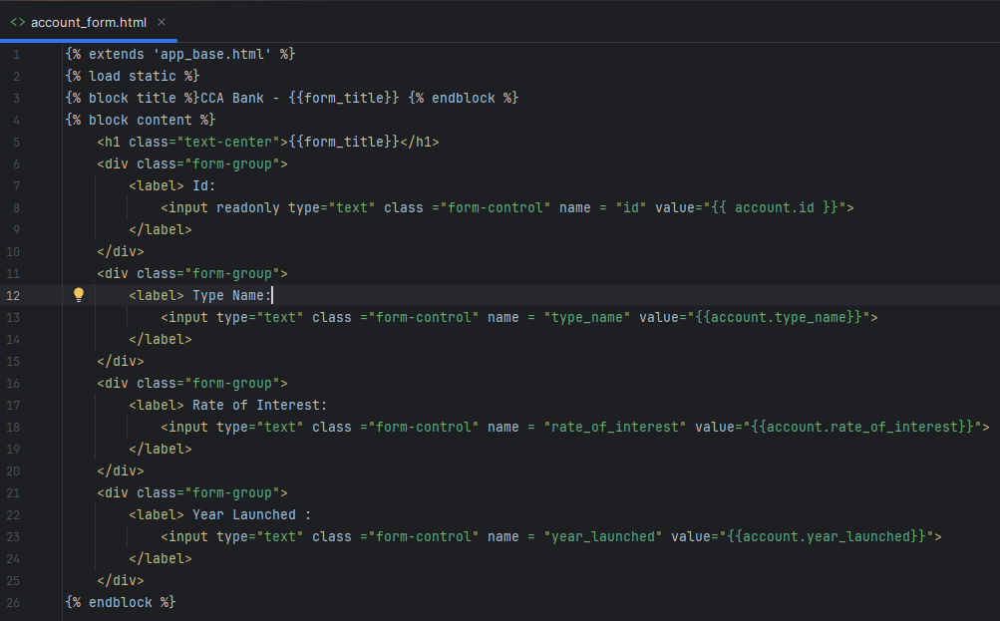 account_form.html
1 {% extends 'app_base.html' %}
2 {% load static %}
3 {% block title %}CCA Bank - {{form_title}} {% endblock %}
4 {% block content %}
5     <h1 class="text-center">{{form_title}}</h1>
6     <div class="form-group">
7         <label> Id:
8             <input readonly type="text" class ="form-control" name = "id" value="{{ account.id }}">
9         </label>
10     </div>
11     <div class="form-group">
12         <label> Type Name:
13             <input type="text" class ="form-control" name = "type_name" value="{{account.type_name}}">
14         </label>
15     </div>
16     <div class="form-group">
17         <label> Rate of Interest:
18             <input type="text" class ="form-control" name = "rate_of_interest" value="{{account.rate_of_interest}}">
19         </label>
20     </div>
21     <div class="form-group">
22         <label> Year Launched :
23             <input type="text" class ="form-control" name = "year_launched" value="{{account.year_launched}}">
24         </label>
25     </div>
26 {% endblock %}